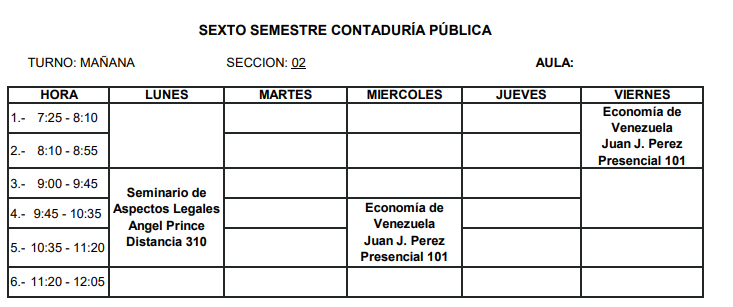 SEXTO SEMESTRE CONTADURÍA PÚBLICA
TURNO: MAÑANA SECCION: 02 AULA:
HORA LUNES MARTES MIERCOLES JUEVES VIERNES
1.- 7:25 - 8:10
2.- 8:10 - 8:55
Economía de
Venezuela
Juan J. Perez
Presencial 101
3.- 9:00 - 9:45
4.- 9:45 - 10:35
5.- 10:35 - 11:20
Seminario de
Aspectos Legales
Angel Prince
Distancia 310
Economía de
Venezuela
Juan J. Perez
Presencial 101
6.- 11:20 - 12:05